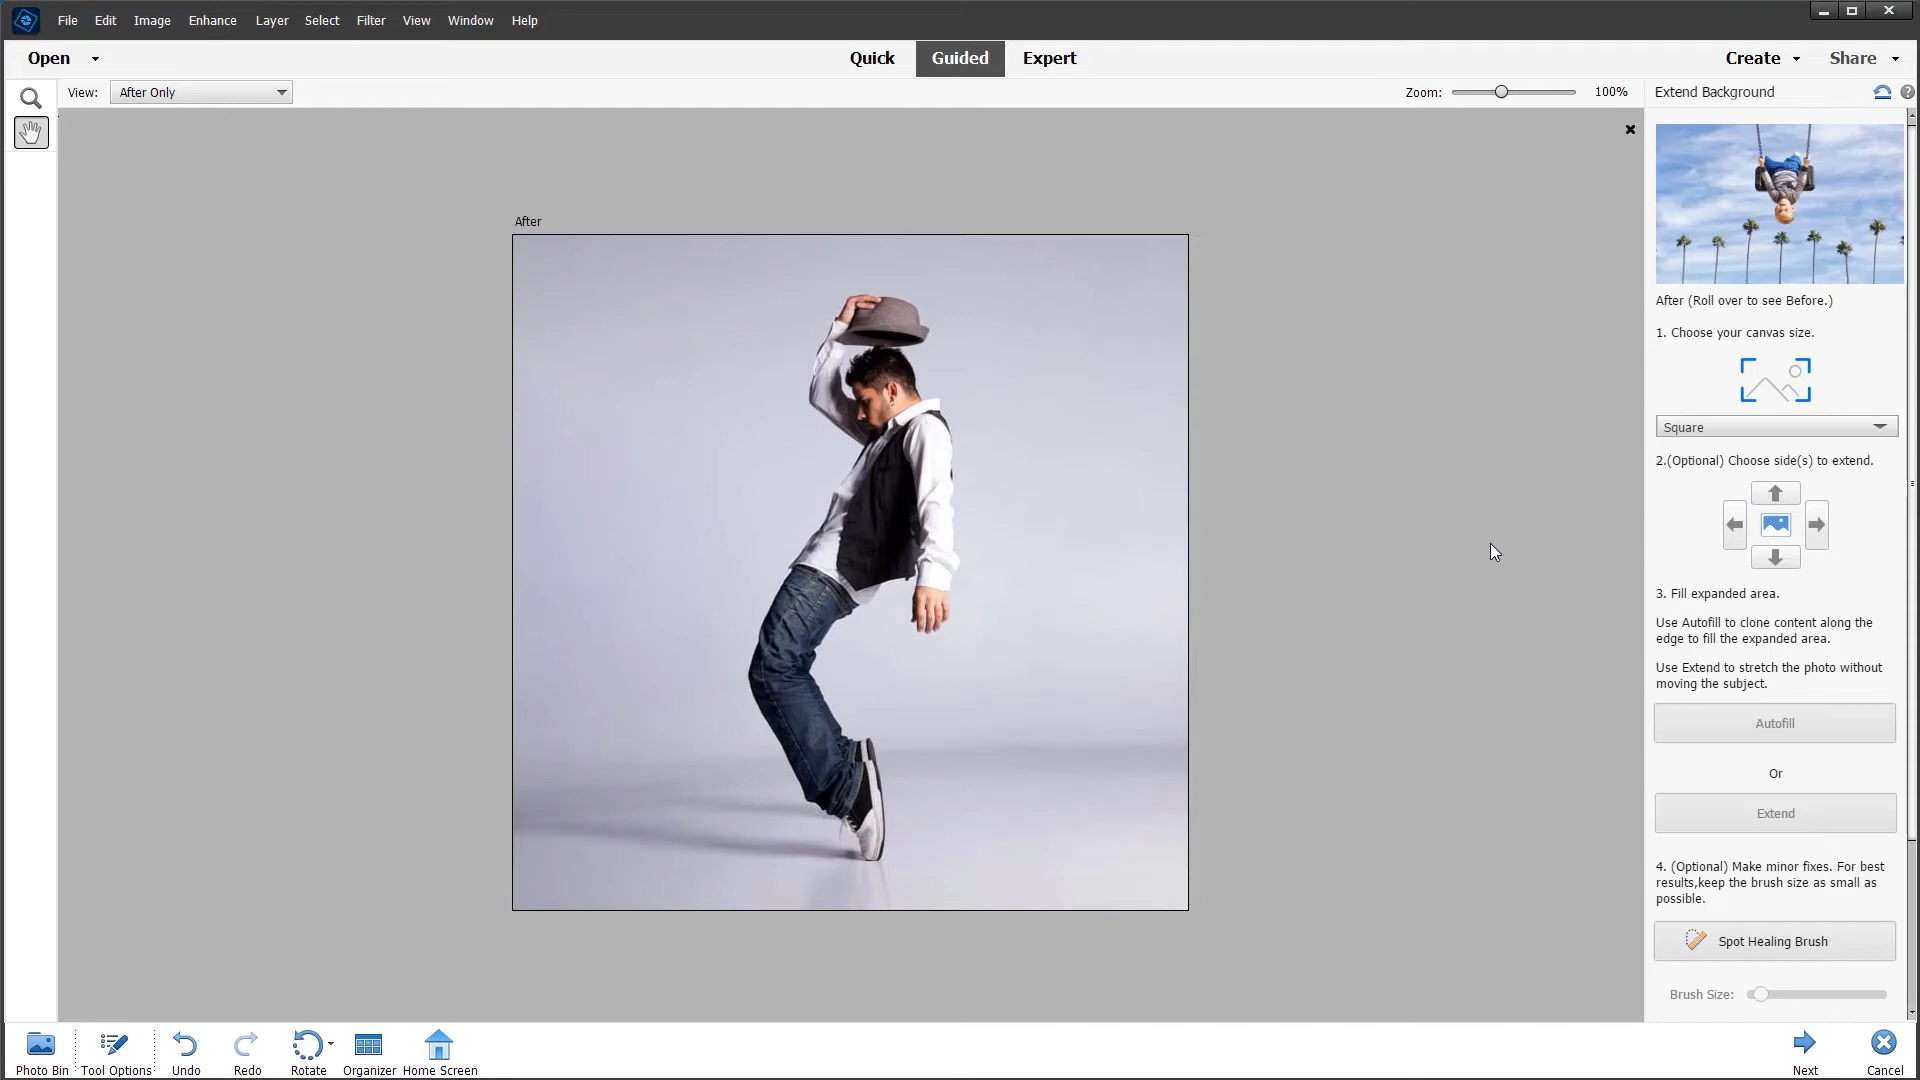 File Edit Image Enhance Layer Select Filter View Window Help
Open Quick Guided Expert Create Share
View: After Only Zoom: 100% Extend Background
After
After (Roll over to see Before.)
1. Choose your canvas size.
Square
2.(Optional) Choose side(s) to extend.
3. Fill expanded area.
Use Autofill to clone content along the
edge to fill the expanded area.
Use Extend to stretch the photo without
moving the subject.
Autofill
Or
Extend
4. (Optional) Make minor fixes. For best
results,keep the brush size as small as
possible.
Spot Healing Brush
Brush Size:
Photo Bin Tool Options Undo Redo Rotate Organizer Home Screen Next Cancel